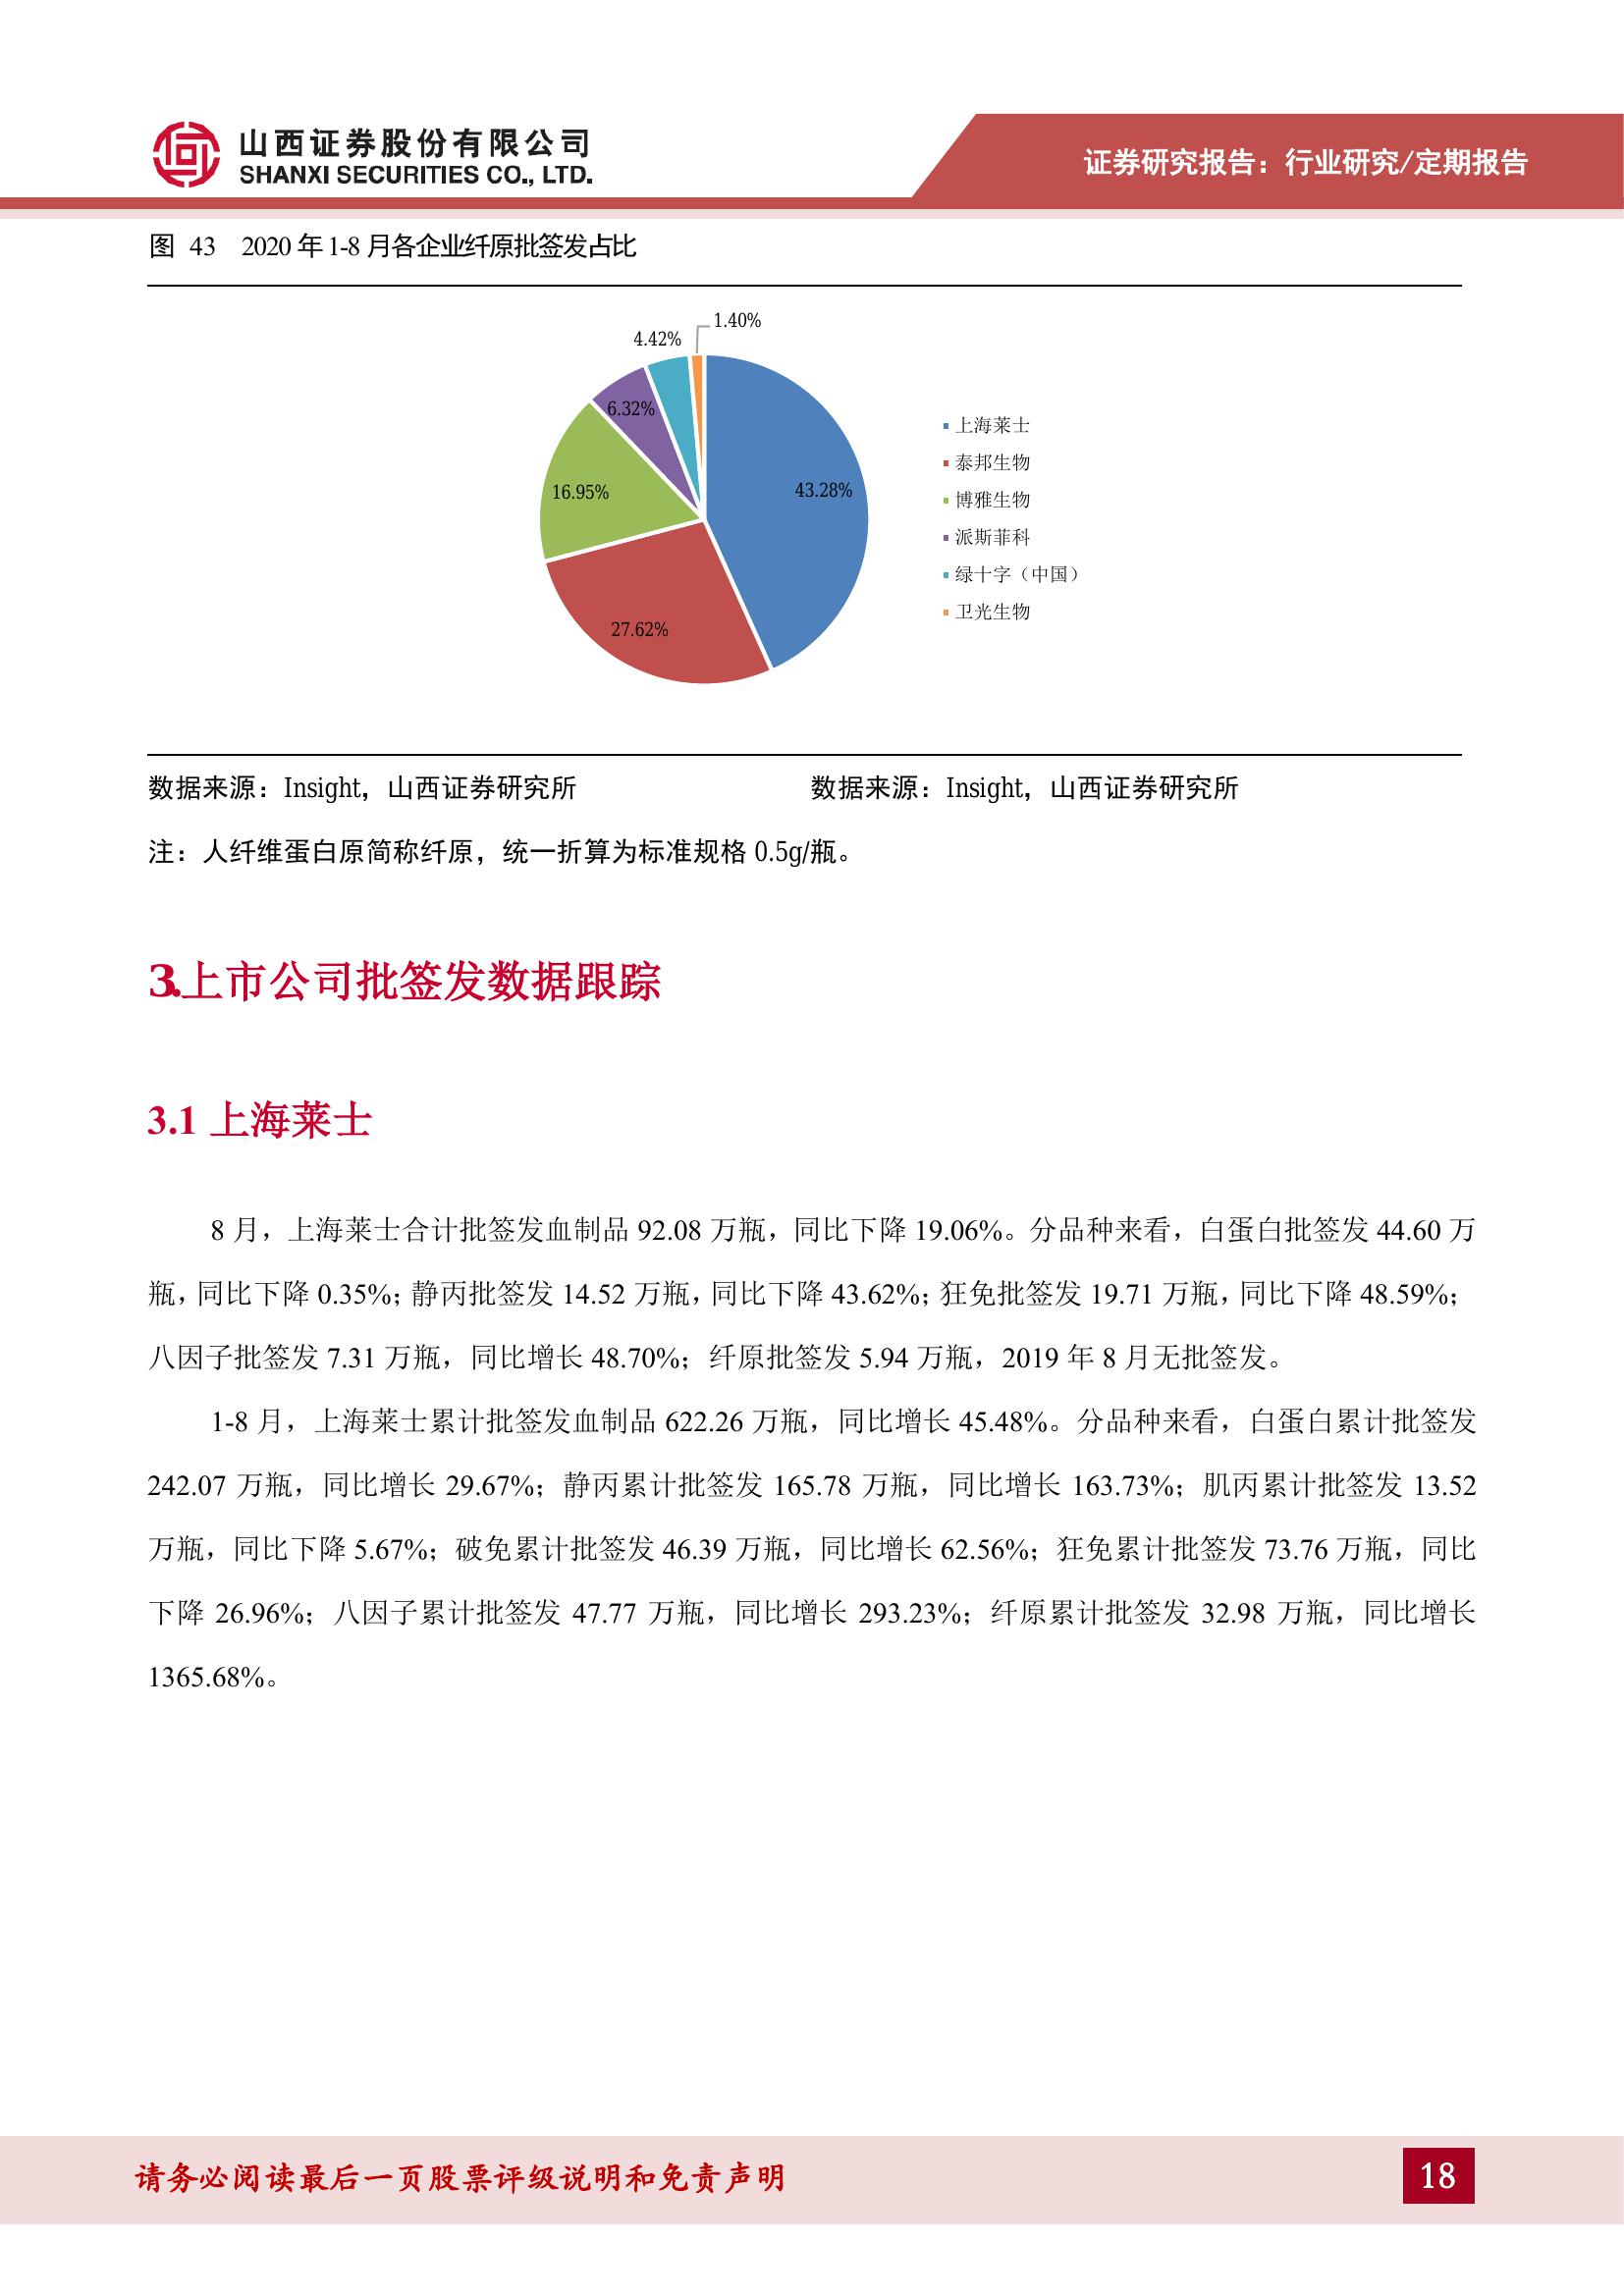 山西证券股份有限公司
SHANXI SECURITIES CO., LTD.
证券研究报告：行业研究/定期报告
图 43 2020 年 1-8 月各企业纤原批签发占比
1.40%
4.42%
6.32%
16.95%
43.28%
27.62%
上海莱士
泰邦生物
博雅生物
派斯菲科
绿十字（中国）
卫光生物
数据来源：Insight，山西证券研究所 数据来源：Insight，山西证券研究所
注：人纤维蛋白原简称纤原，统一折算为标准规格 0.5g/瓶。
3.上市公司批签发数据跟踪
3.1 上海莱士
8 月，上海莱士合计批签发血制品 92.08 万瓶，同比下降 19.06%。分品种来看，白蛋白批签发 44.60 万
瓶，同比下降 0.35%；静丙批签发 14.52 万瓶，同比下降 43.62%；狂免批签发 19.71 万瓶，同比下降 48.59%；
八因子批签发 7.31 万瓶，同比增长 48.70%；纤原批签发 5.94 万瓶，2019 年 8 月无批签发。
1-8 月，上海莱士累计批签发血制品 622.26 万瓶，同比增长 45.48%。分品种来看，白蛋白累计批签发
242.07 万瓶，同比增长 29.67%；静丙累计批签发 165.78 万瓶，同比增长 163.73%；肌丙累计批签发 13.52
万瓶，同比下降 5.67%；破免累计批签发 46.39 万瓶，同比增长 62.56%；狂免累计批签发 73.76 万瓶，同比
下降 26.96%；八因子累计批签发 47.77 万瓶，同比增长 293.23%；纤原累计批签发 32.98 万瓶，同比增长
1365.68%。
请务必阅读最后一页股票评级说明和免责声明
18